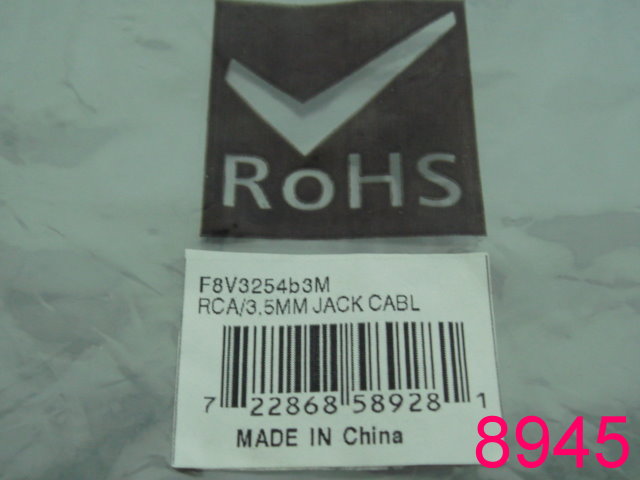 RoHS
F8V3254b3M
RCA/3.5MM JACK CABL
7 22868 58928 1
MADE IN China
8945